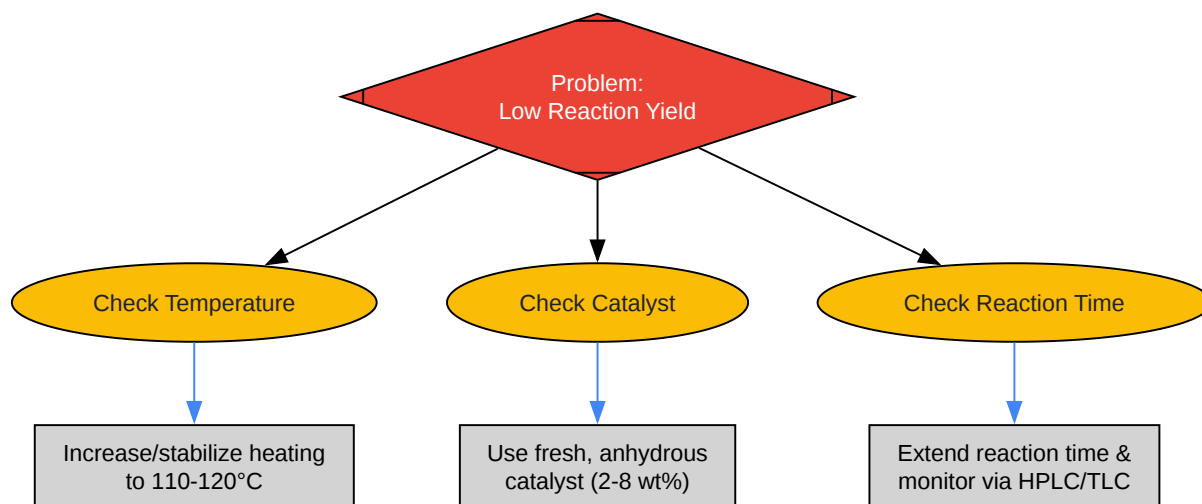 Problem:
Low Reaction Yield
Check Temperature
Check Catalyst
Check Reaction Time
Increase/stabilize heating
to 110-120°C
Use fresh, anhydrous
catalyst (2-8 wt%)
Extend reaction time &
monitor via HPLC/TLC